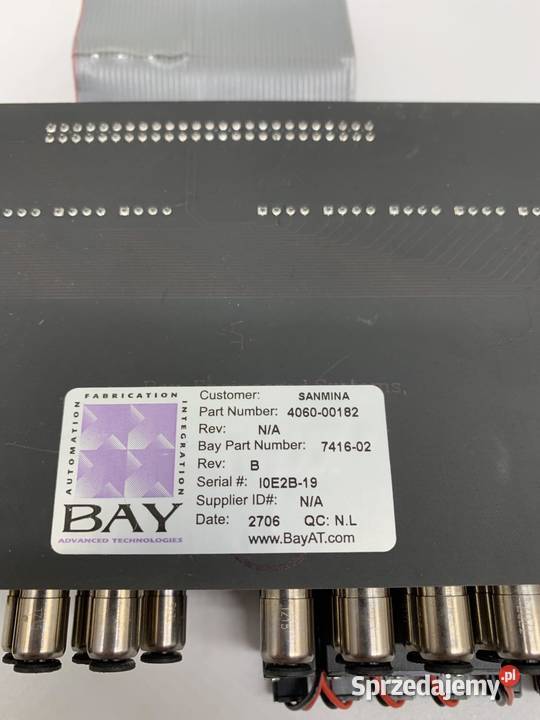 FABRICATION
AUTOMATION
INTEGRATION
BAY
ADVANCED TECHNOLOGIES
Customer: SANMINA
Part Number: 4060-00182
Rev: N/A
Bay Part Number: 7416-02
Rev: B
Serial #: I0E2B-19
Supplier ID#: N/A
Date: 2706 QC: N.L
www.BayAT.com
Sprzedajemy.pl